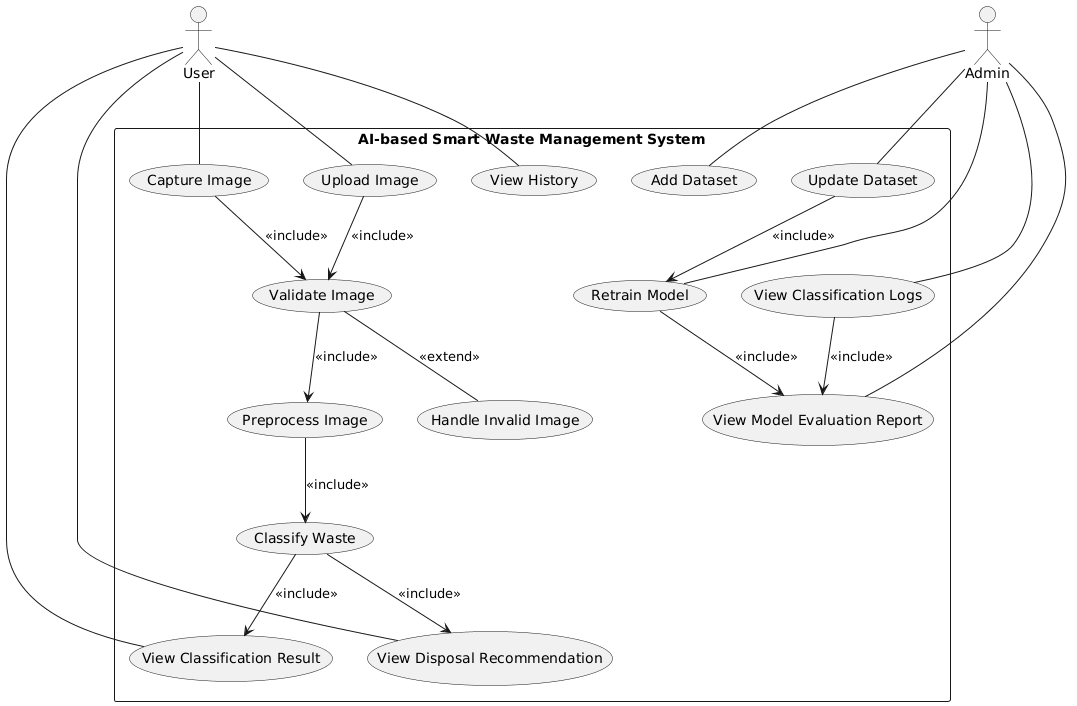 User
Admin
AI-based Smart Waste Management System
Capture Image
Upload Image
View History
Add Dataset
Update Dataset
«include»
«include»
«include»
Validate Image
Retrain Model
View Classification Logs
«include»
«extend»
«include»
«include»
Preprocess Image
Handle Invalid Image
View Model Evaluation Report
«include»
Classify Waste
«include»
«include»
View Classification Result
View Disposal Recommendation